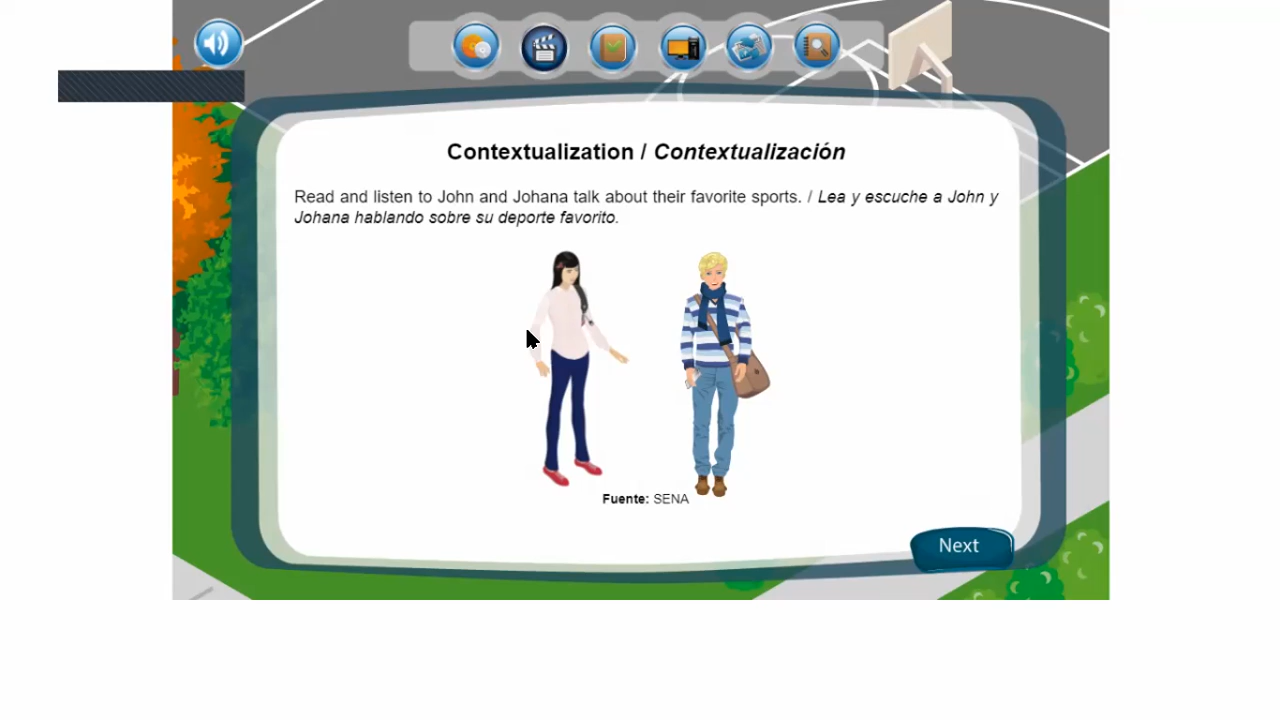 Contextualization / Contextualización
Read and listen to John and Johana talk about their favorite sports. / Lea y escuche a John y
Johana hablando sobre su deporte favorito.
Fuente: SENA
Next